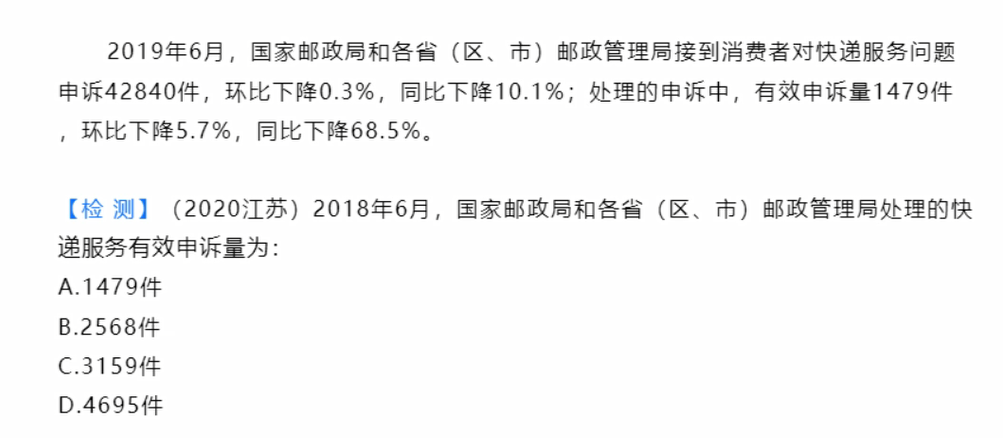 2019年6月，国家邮政局和各省（区、市）邮政管理局接到消费者对快递服务问题
申诉42840件，环比下降0.3%，同比下降10.1%；处理的申诉中，有效申诉量1479件
，环比下降5.7%，同比下降68.5%。
【检 测】（2020江苏）2018年6月，国家邮政局和各省（区、市）邮政管理局处理的快
递服务有效申诉量为：
A.1479件
B.2568件
C.3159件
D.4695件